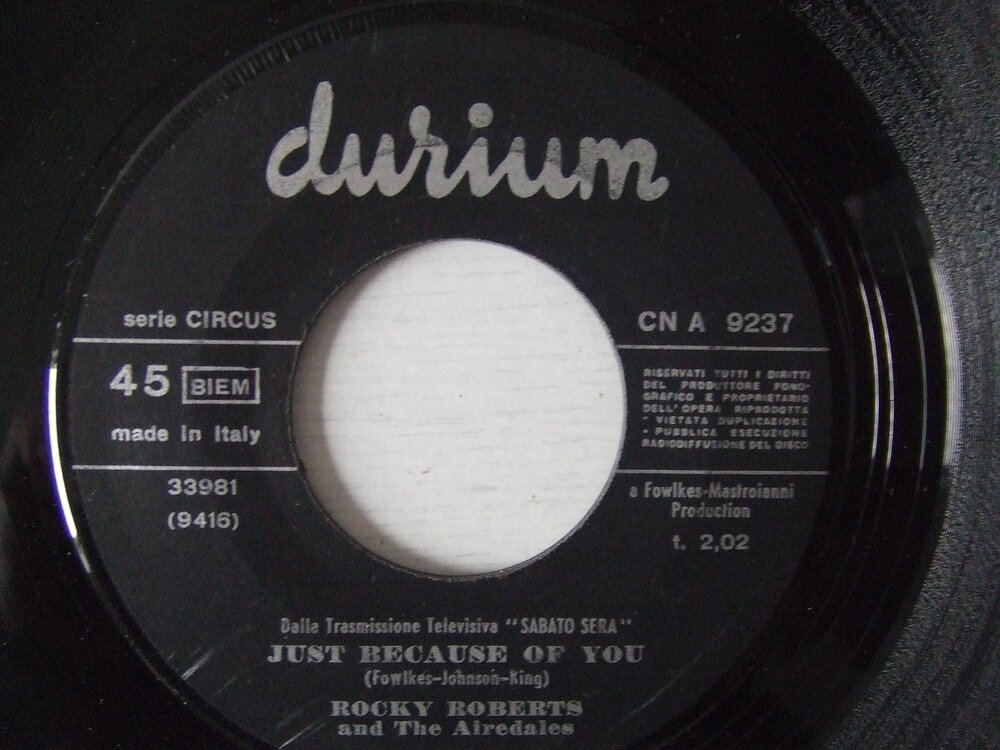 durium
serie CIRCUS
CN A 9237
45 BIEM
made in Italy
RISERVATI TUTTI I DIRITTI
DEL PRODUTTORE FONO-
GRAFICO E PROPRIETARIO
DELL'OPERA RIPRODOTTA
- VIETATA DUPLICAZIONE
- PUBBLICA ESECUZIONE
RADIODIFFUSIONE DEL DISCO
33981
(9416)
a Fowlkes-Mastroianni
Production
t. 2,02
Dalla Trasmissione Televisiva "SABATO SERA"
JUST BECAUSE OF YOU
(Fowlkes-Johnson-King)
ROCKY ROBERTS
and The Airedales